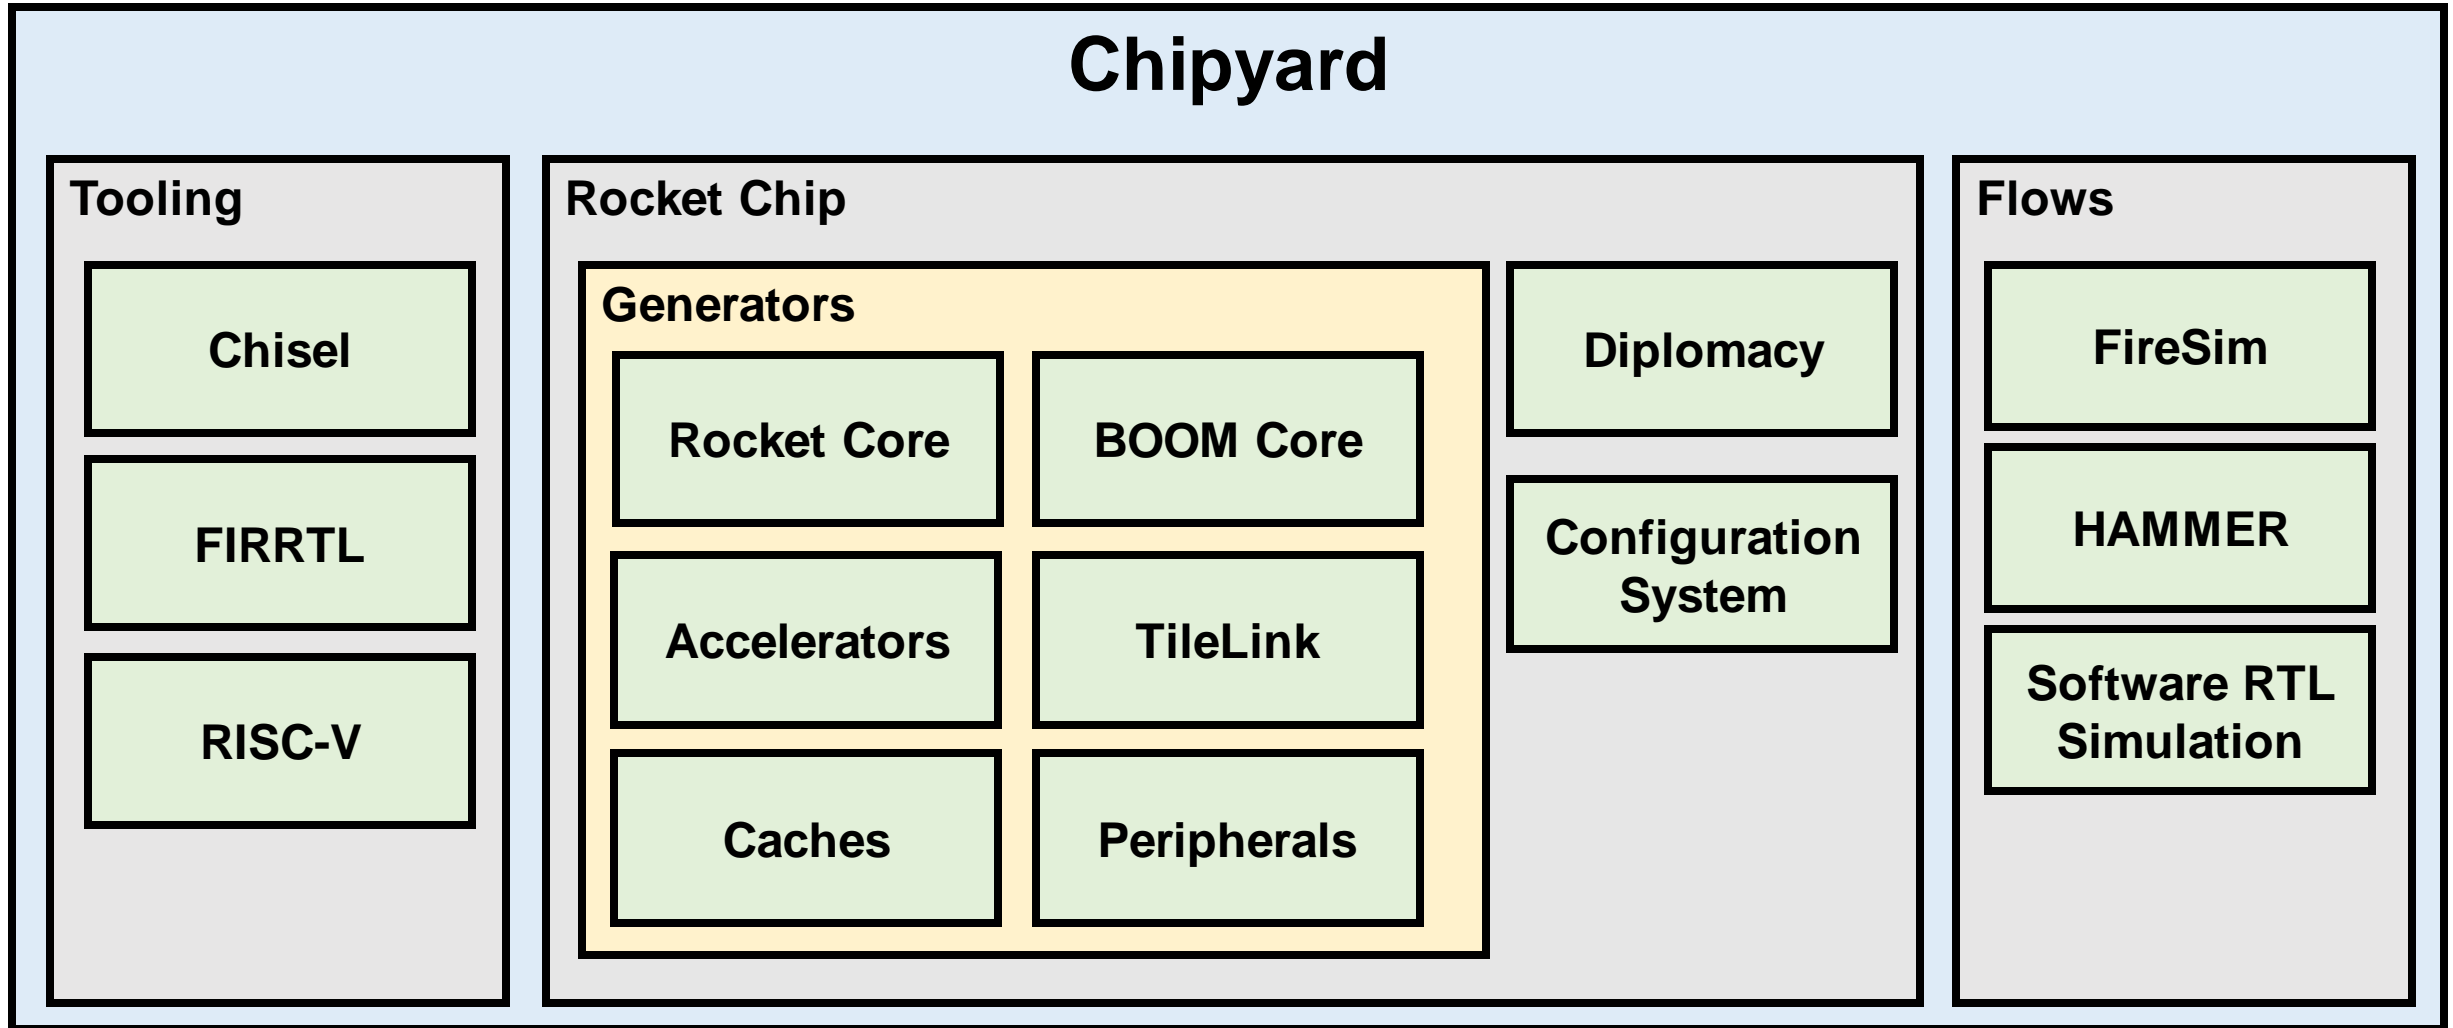 Chipyard
Tooling
Chisel
FIRRTL
RISC-V
Rocket Chip
Generators
Rocket Core
BOOM Core
Accelerators
TileLink
Caches
Peripherals
Diplomacy
Configuration
System
Flows
FireSim
HAMMER
Software RTL
Simulation